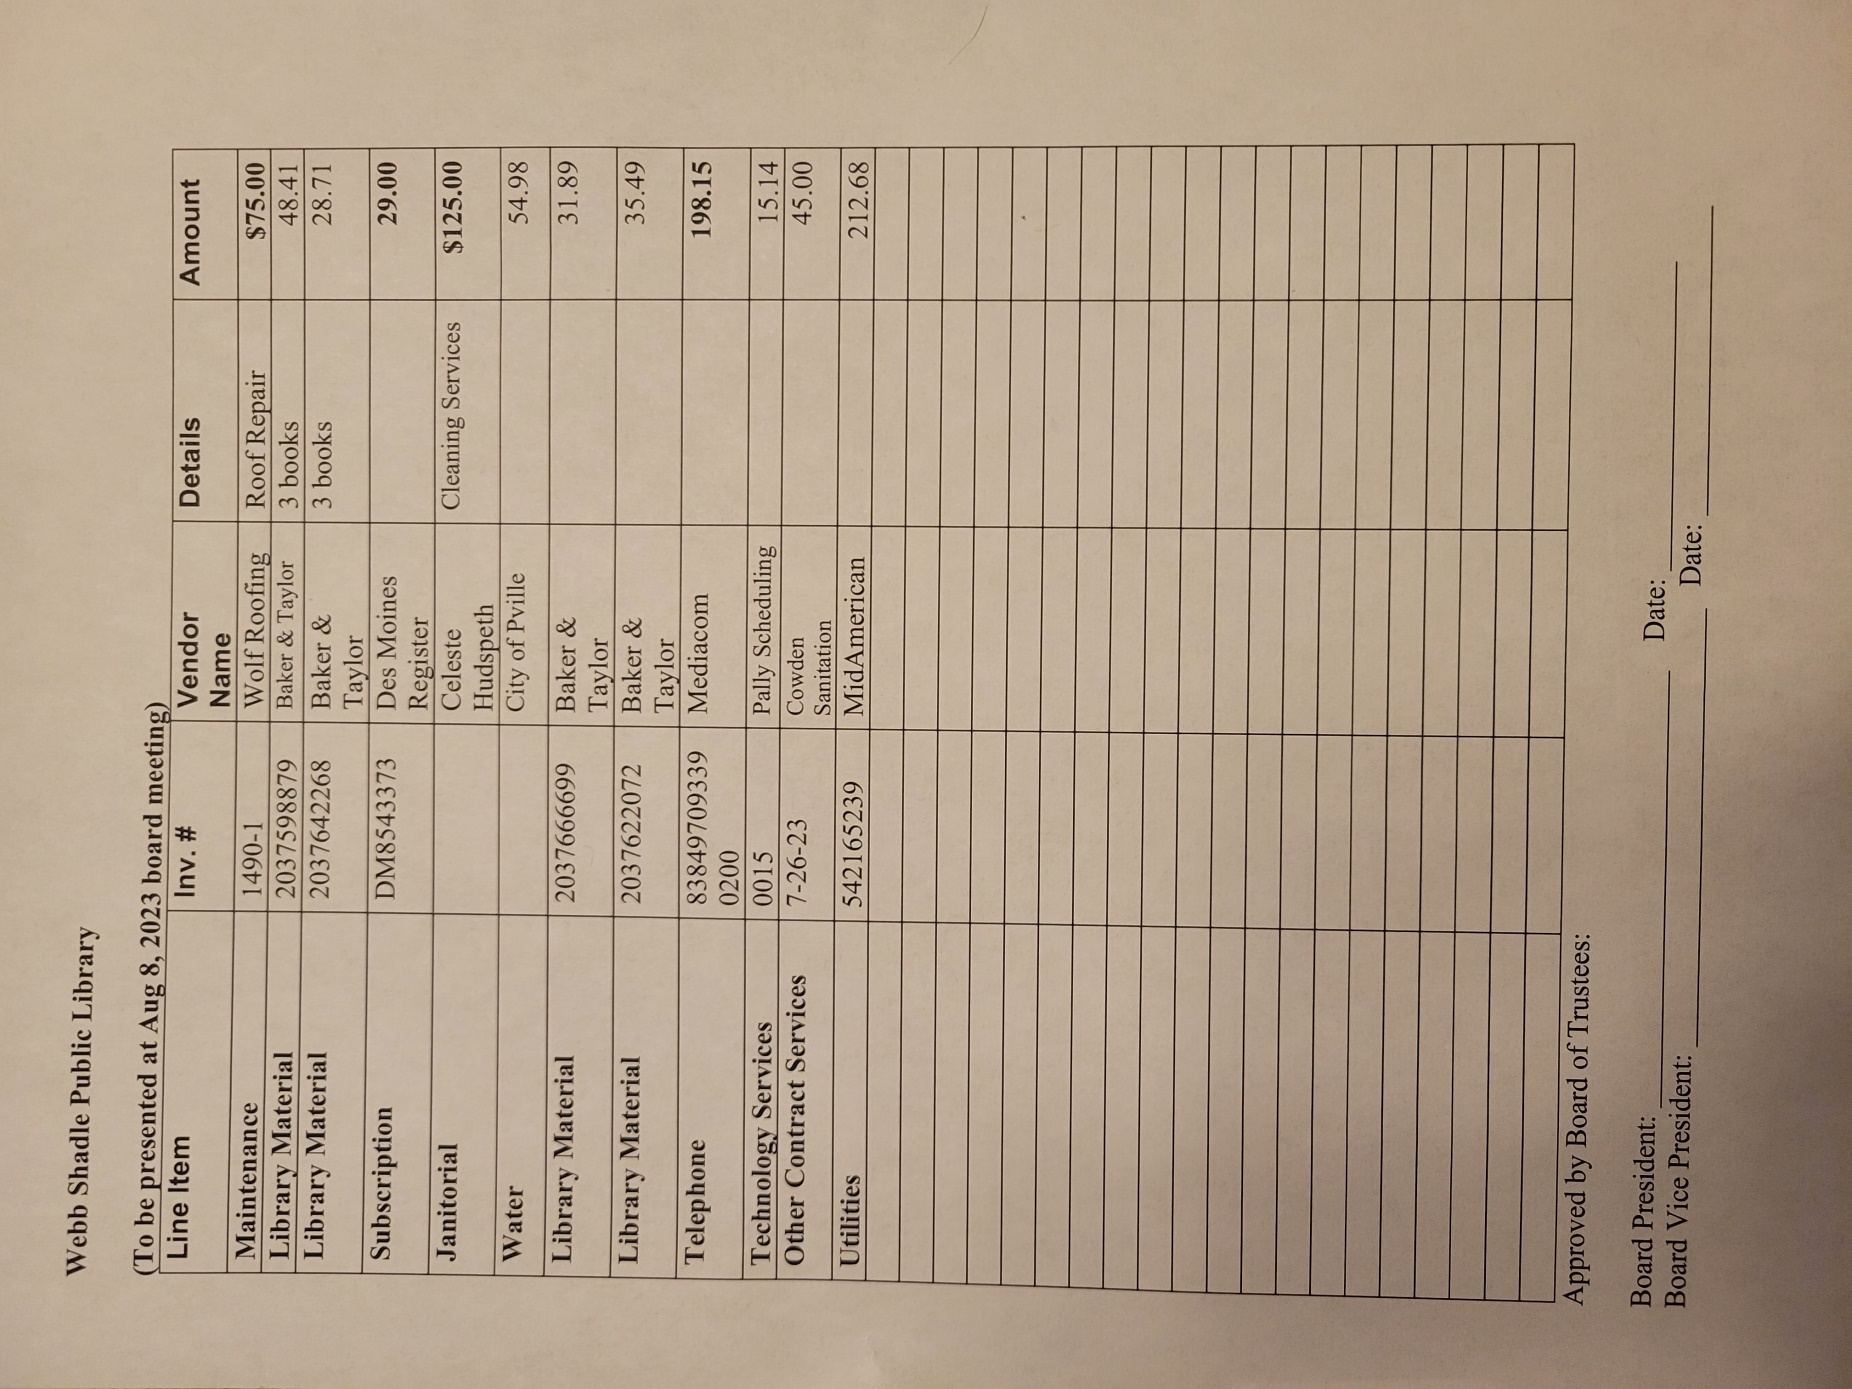 Webb Shadle Public Library
(To be presented at Aug 8, 2023 board meeting)
Line Item Inv. # Vendor Name Details Amount
Maintenance 1490-1 Wolf Roofing Roof Repair $75.00
Library Material 2037598879 Baker & Taylor 3 books 48.41
Library Material 2037642268 Baker & Taylor 3 books 28.71
Subscription DM8543373 Des Moines Register 29.00
Janitorial Celeste Hudspeth Cleaning Services $125.00
Water City of Pville 54.98
Library Material 2037666699 Baker & Taylor 31.89
Library Material 2037622072 Baker & Taylor 35.49
Telephone 83849709339 0200 Mediacom 198.15
Technology Services 0015 Pally Scheduling 15.14
Other Contract Services 7-26-23 Cowden Sanitation 45.00
Utilities 542165239 MidAmerican 212.68
Approved by Board of Trustees:
Board President: Date:
Board Vice President: Date: